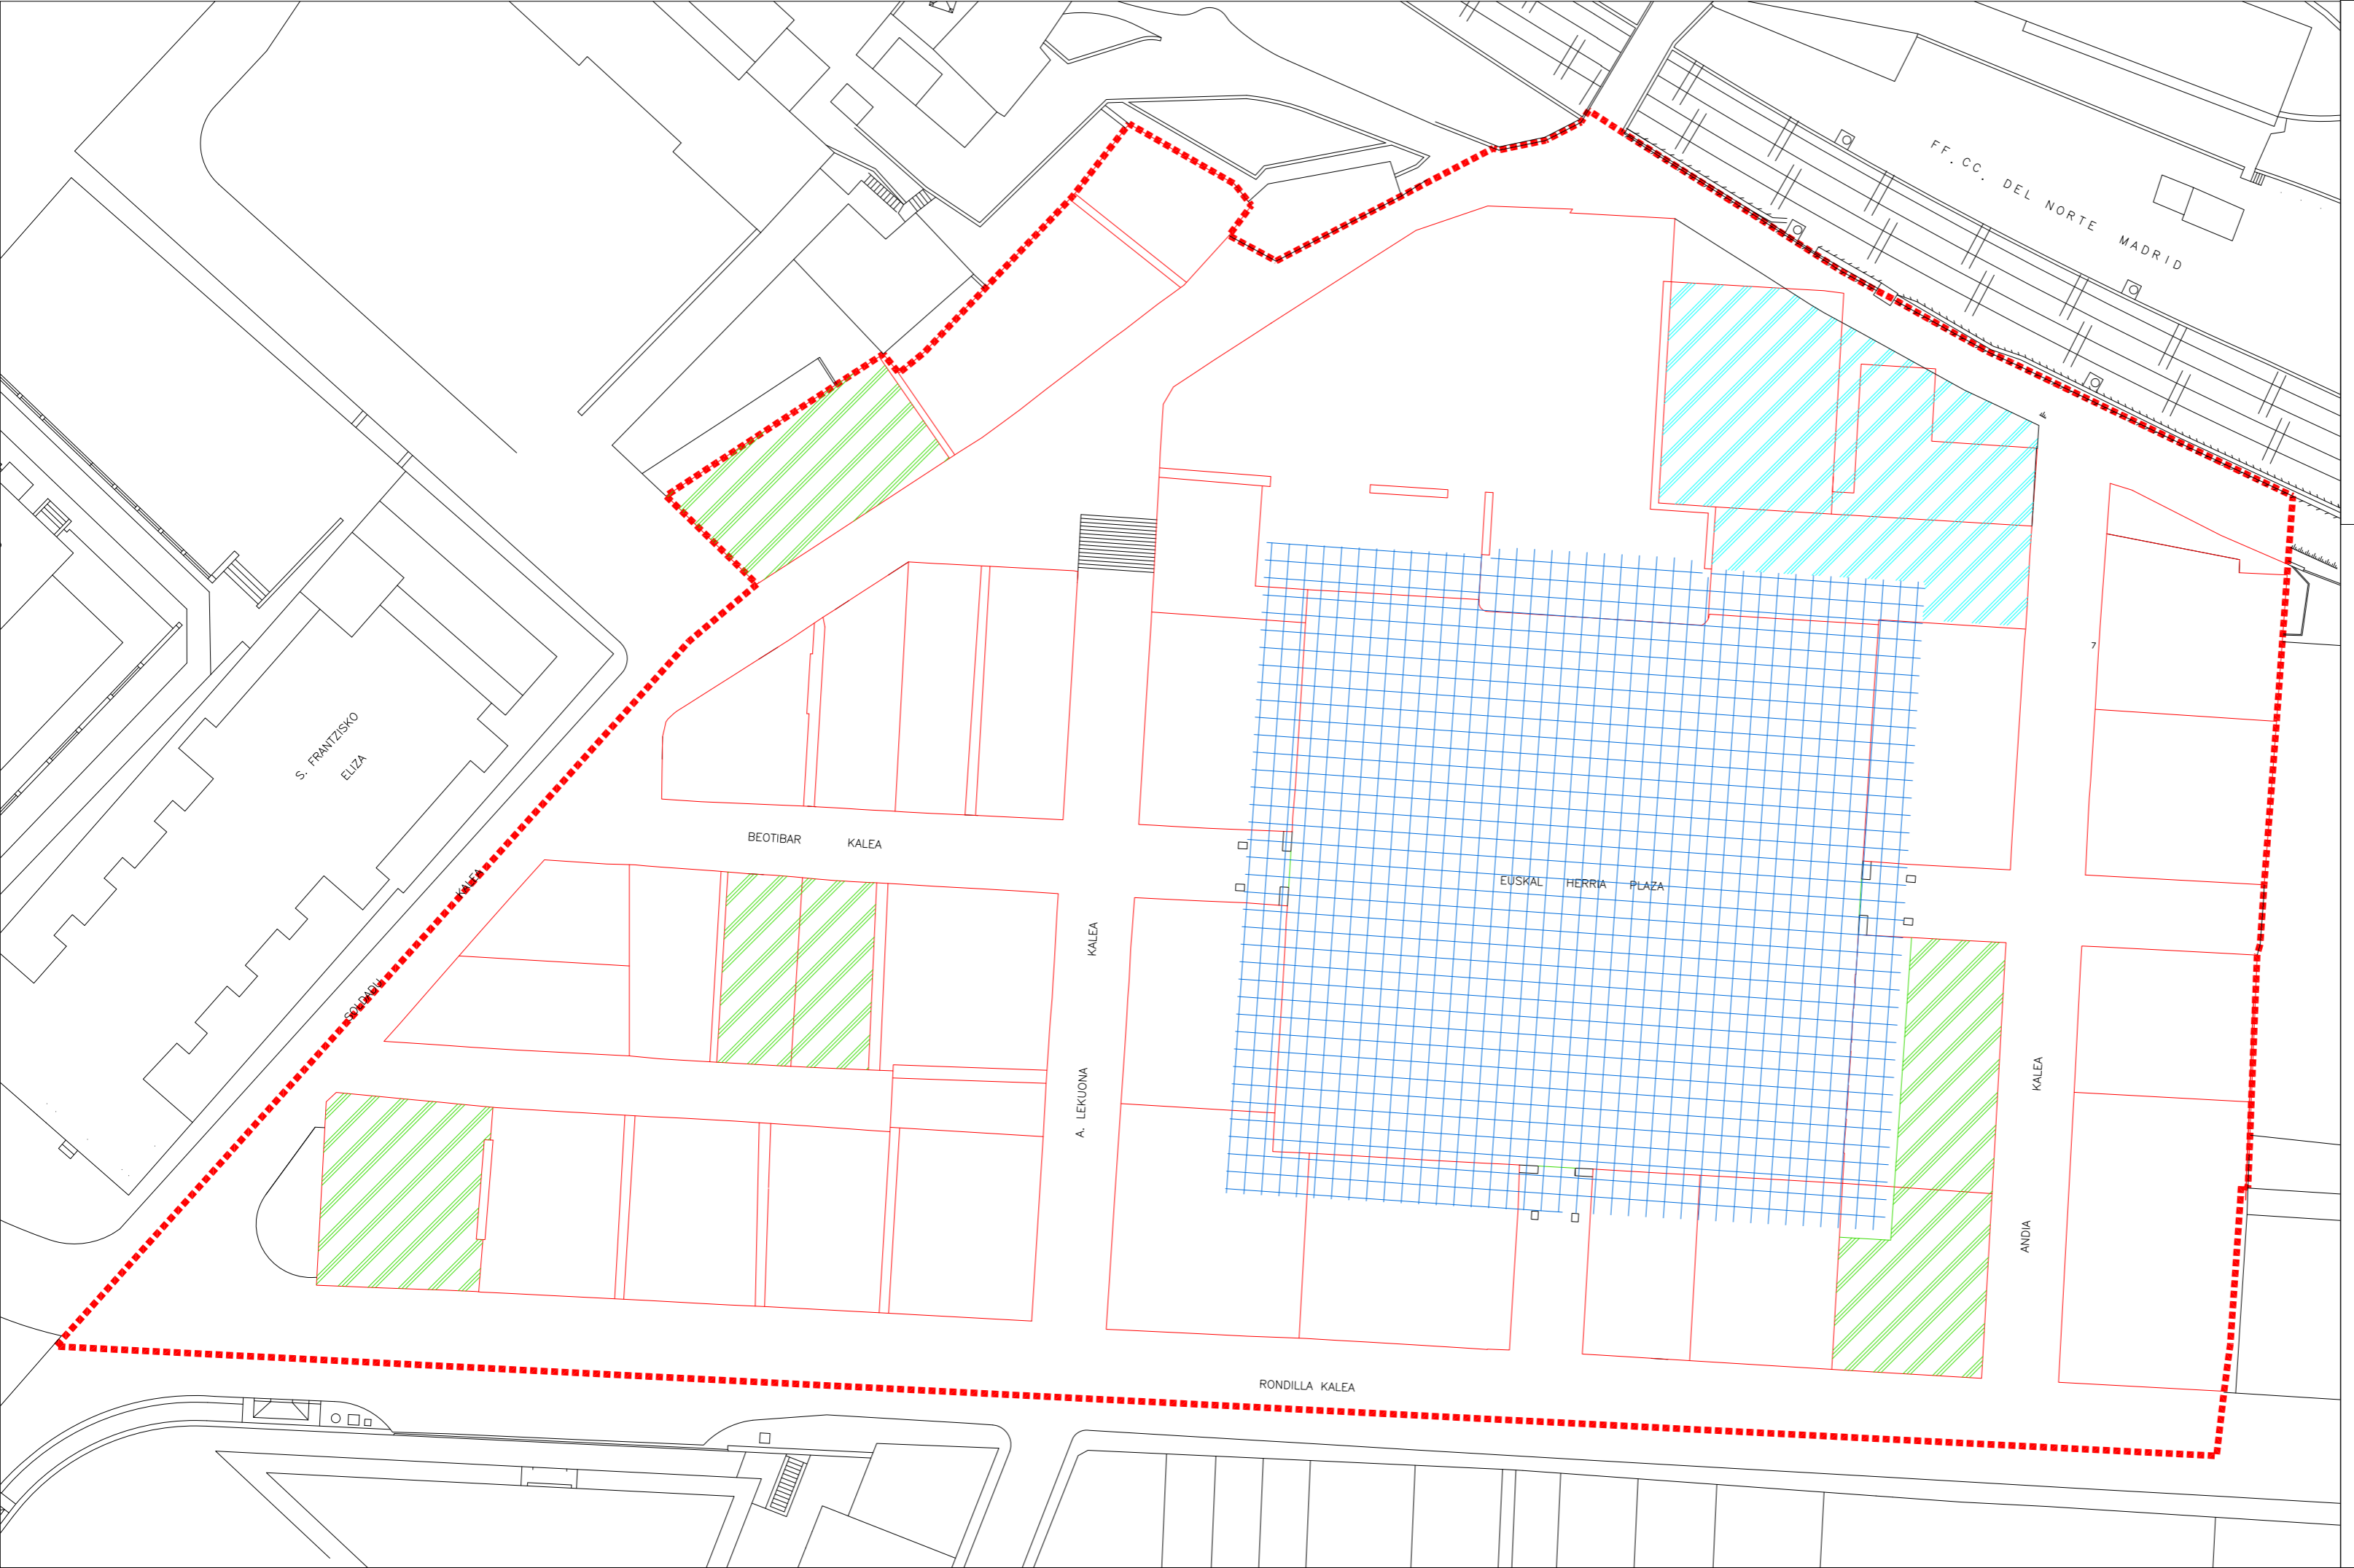 FF. CC. DEL NORTE MADRID
7
S. FRANTZISKO
ELIZA
BEOTIBAR KALEA
EUSKAL HERRIA PLAZA
SOLDADU KALEA
A. LEKUONA KALEA
ANDIA KALEA
RONDILLA KALEA